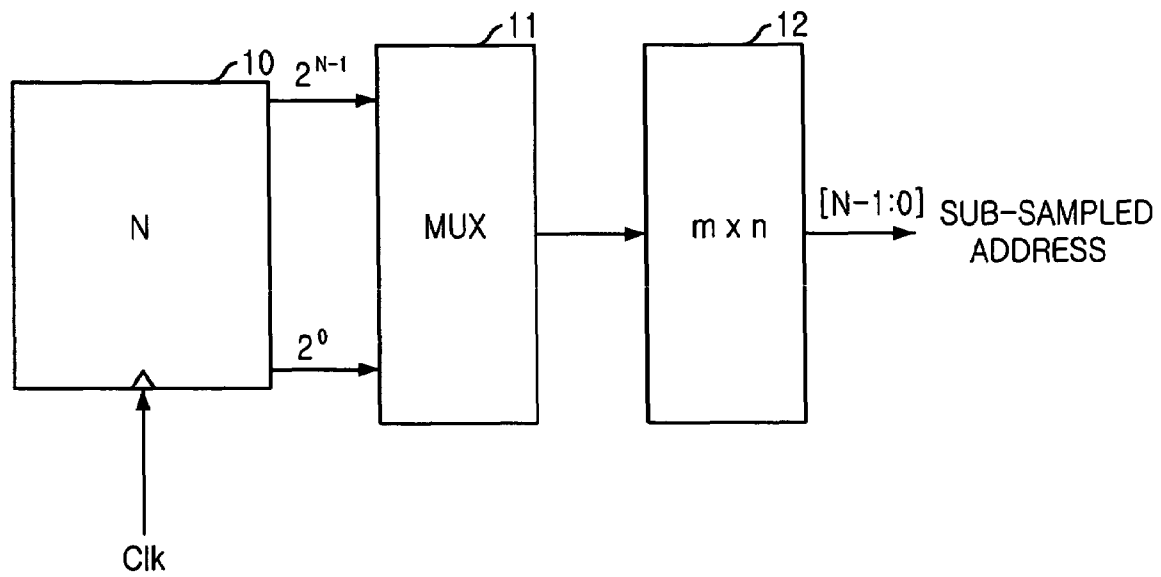 10
11
12
2^{N-1}
N
MUX
m x n
[N-1:0]
SUB-SAMPLED
ADDRESS
2^0
Clk